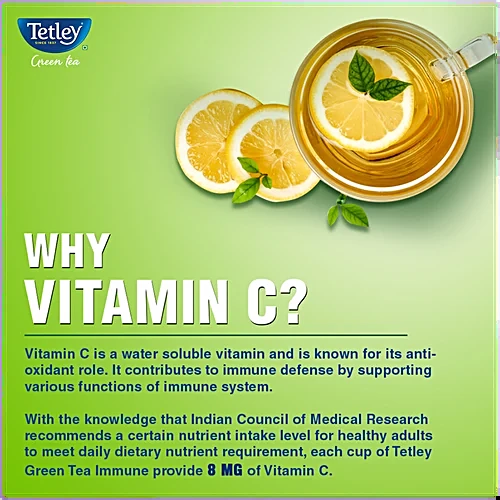 Tetley
SINCE 1837
Green tea
WHY
VITAMIN C?
Vitamin C is a water soluble vitamin and is known for its anti-
oxidant role. It contributes to immune defense by supporting
various functions of immune system.
With the knowledge that Indian Council of Medical Research
recommends a certain nutrient intake level for healthy adults
to meet daily dietary nutrient requirement, each cup of Tetley
Green Tea Immune provide 8 MG of Vitamin C.